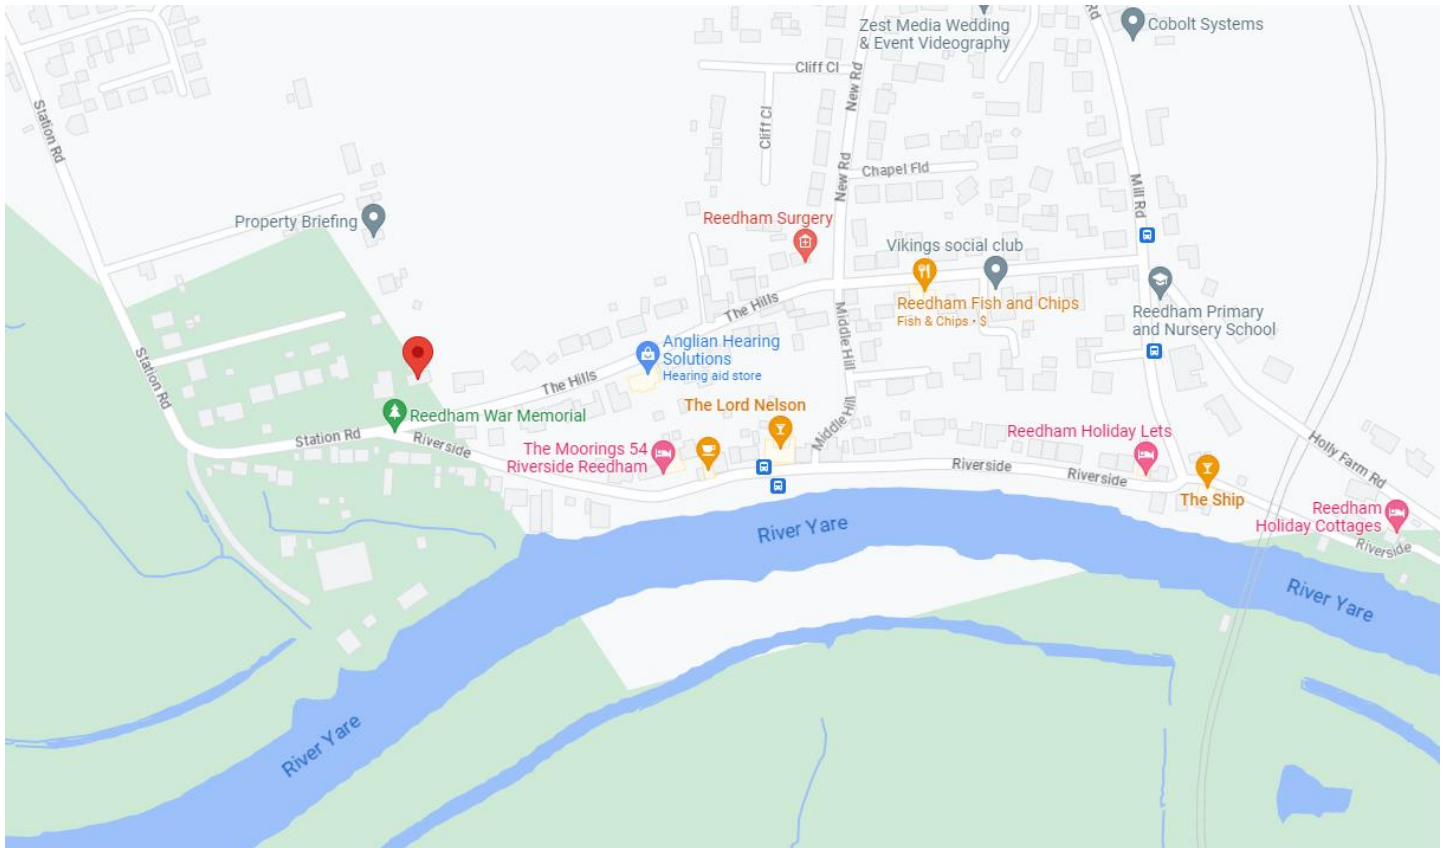 Zest Media Wedding
& Event Videography
Rd
Cobolt Systems
Cliff Cl
New Rd
Station Rd
Cliff Cl
Chapel Fld
New Rd
Mill Rd
Property Briefing
Reedham Surgery
Vikings social club
The Hills
Reedham Fish and Chips
Fish & Chips · $
Reedham Primary
and Nursery School
Middle Hill
Anglian Hearing
Solutions
Hearing aid store
Station Rd
The Hills
The Lord Nelson
Reedham War Memorial
Middle Hill
Station Rd
Riverside
The Moorings 54
Riverside Reedham
Reedham Holiday Lets
Holly Farm Rd
Riverside
Riverside
The Ship
Reedham
Holiday Cottages
River Yare
Riverside
River Yare
River Yare